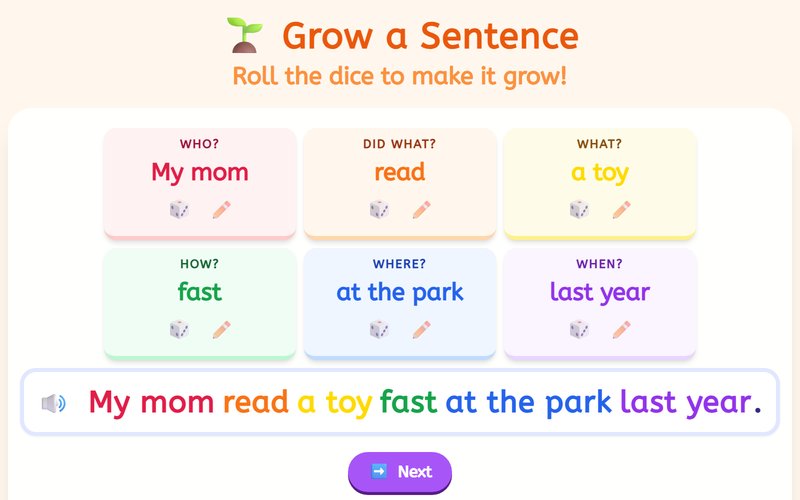 Grow a Sentence
Roll the dice to make it grow!
WHO?
My mom
DID WHAT?
read
WHAT?
a toy
HOW?
fast
WHERE?
at the park
WHEN?
last year
My mom read a toy fast at the park last year.
Next